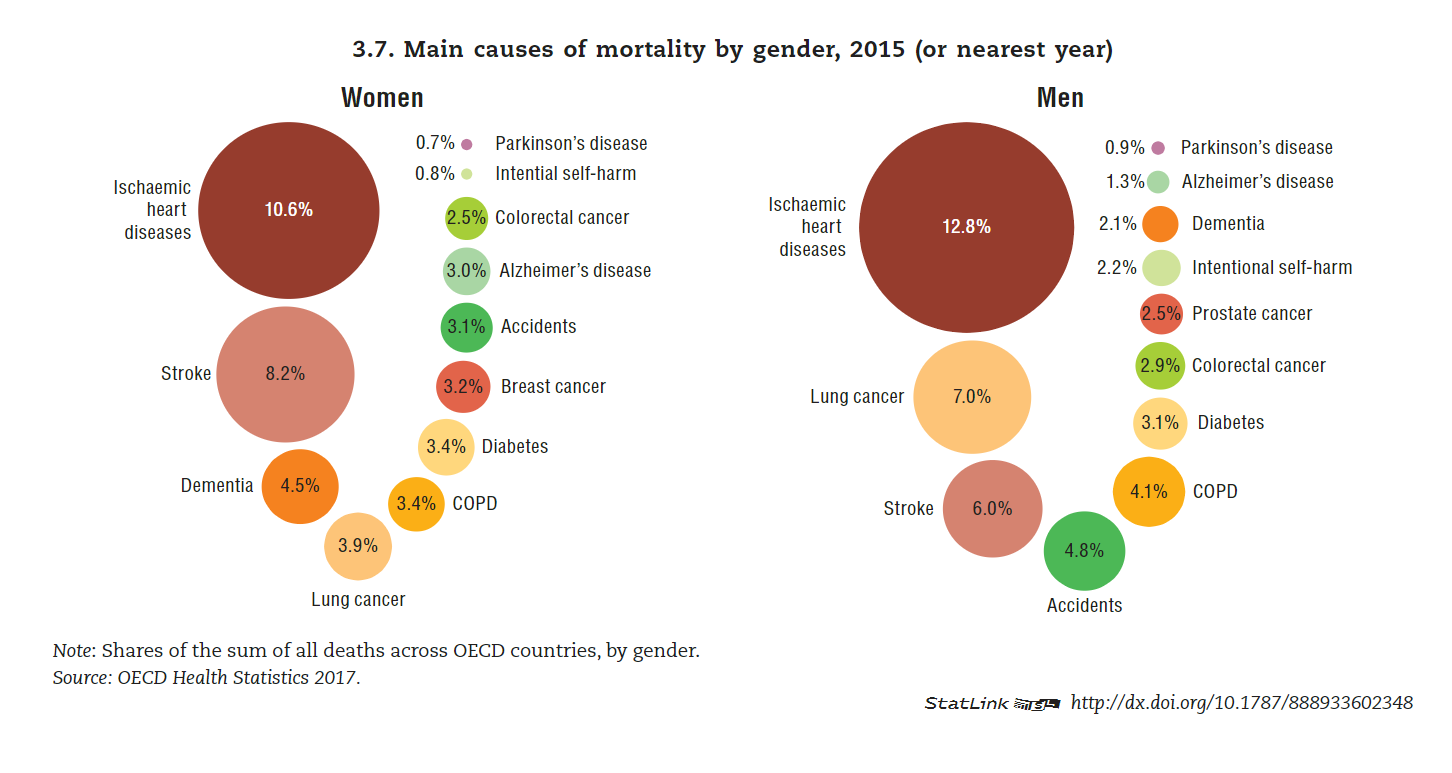 3.7. Main causes of mortality by gender, 2015 (or nearest year)
Women
Ischaemic
heart
diseases
10.6%
Stroke
8.2%
Dementia
4.5%
3.9%
Lung cancer
3.4%
COPD
3.4%
Diabetes
3.2%
Breast cancer
3.1%
Accidents
3.0%
Alzheimer’s disease
2.5%
Colorectal cancer
0.8%
Intential self-harm
0.7%
Parkinson’s disease
Men
Ischaemic
heart
diseases
12.8%
Lung cancer
7.0%
Stroke
6.0%
4.8%
Accidents
4.1%
COPD
3.1%
Diabetes
2.9%
Colorectal cancer
2.5%
Prostate cancer
2.2%
Intentional self-harm
2.1%
Dementia
1.3%
Alzheimer’s disease
0.9%
Parkinson’s disease
Note: Shares of the sum of all deaths across OECD countries, by gender.
Source: OECD Health Statistics 2017.
StatLink http://dx.doi.org/10.1787/888933602348